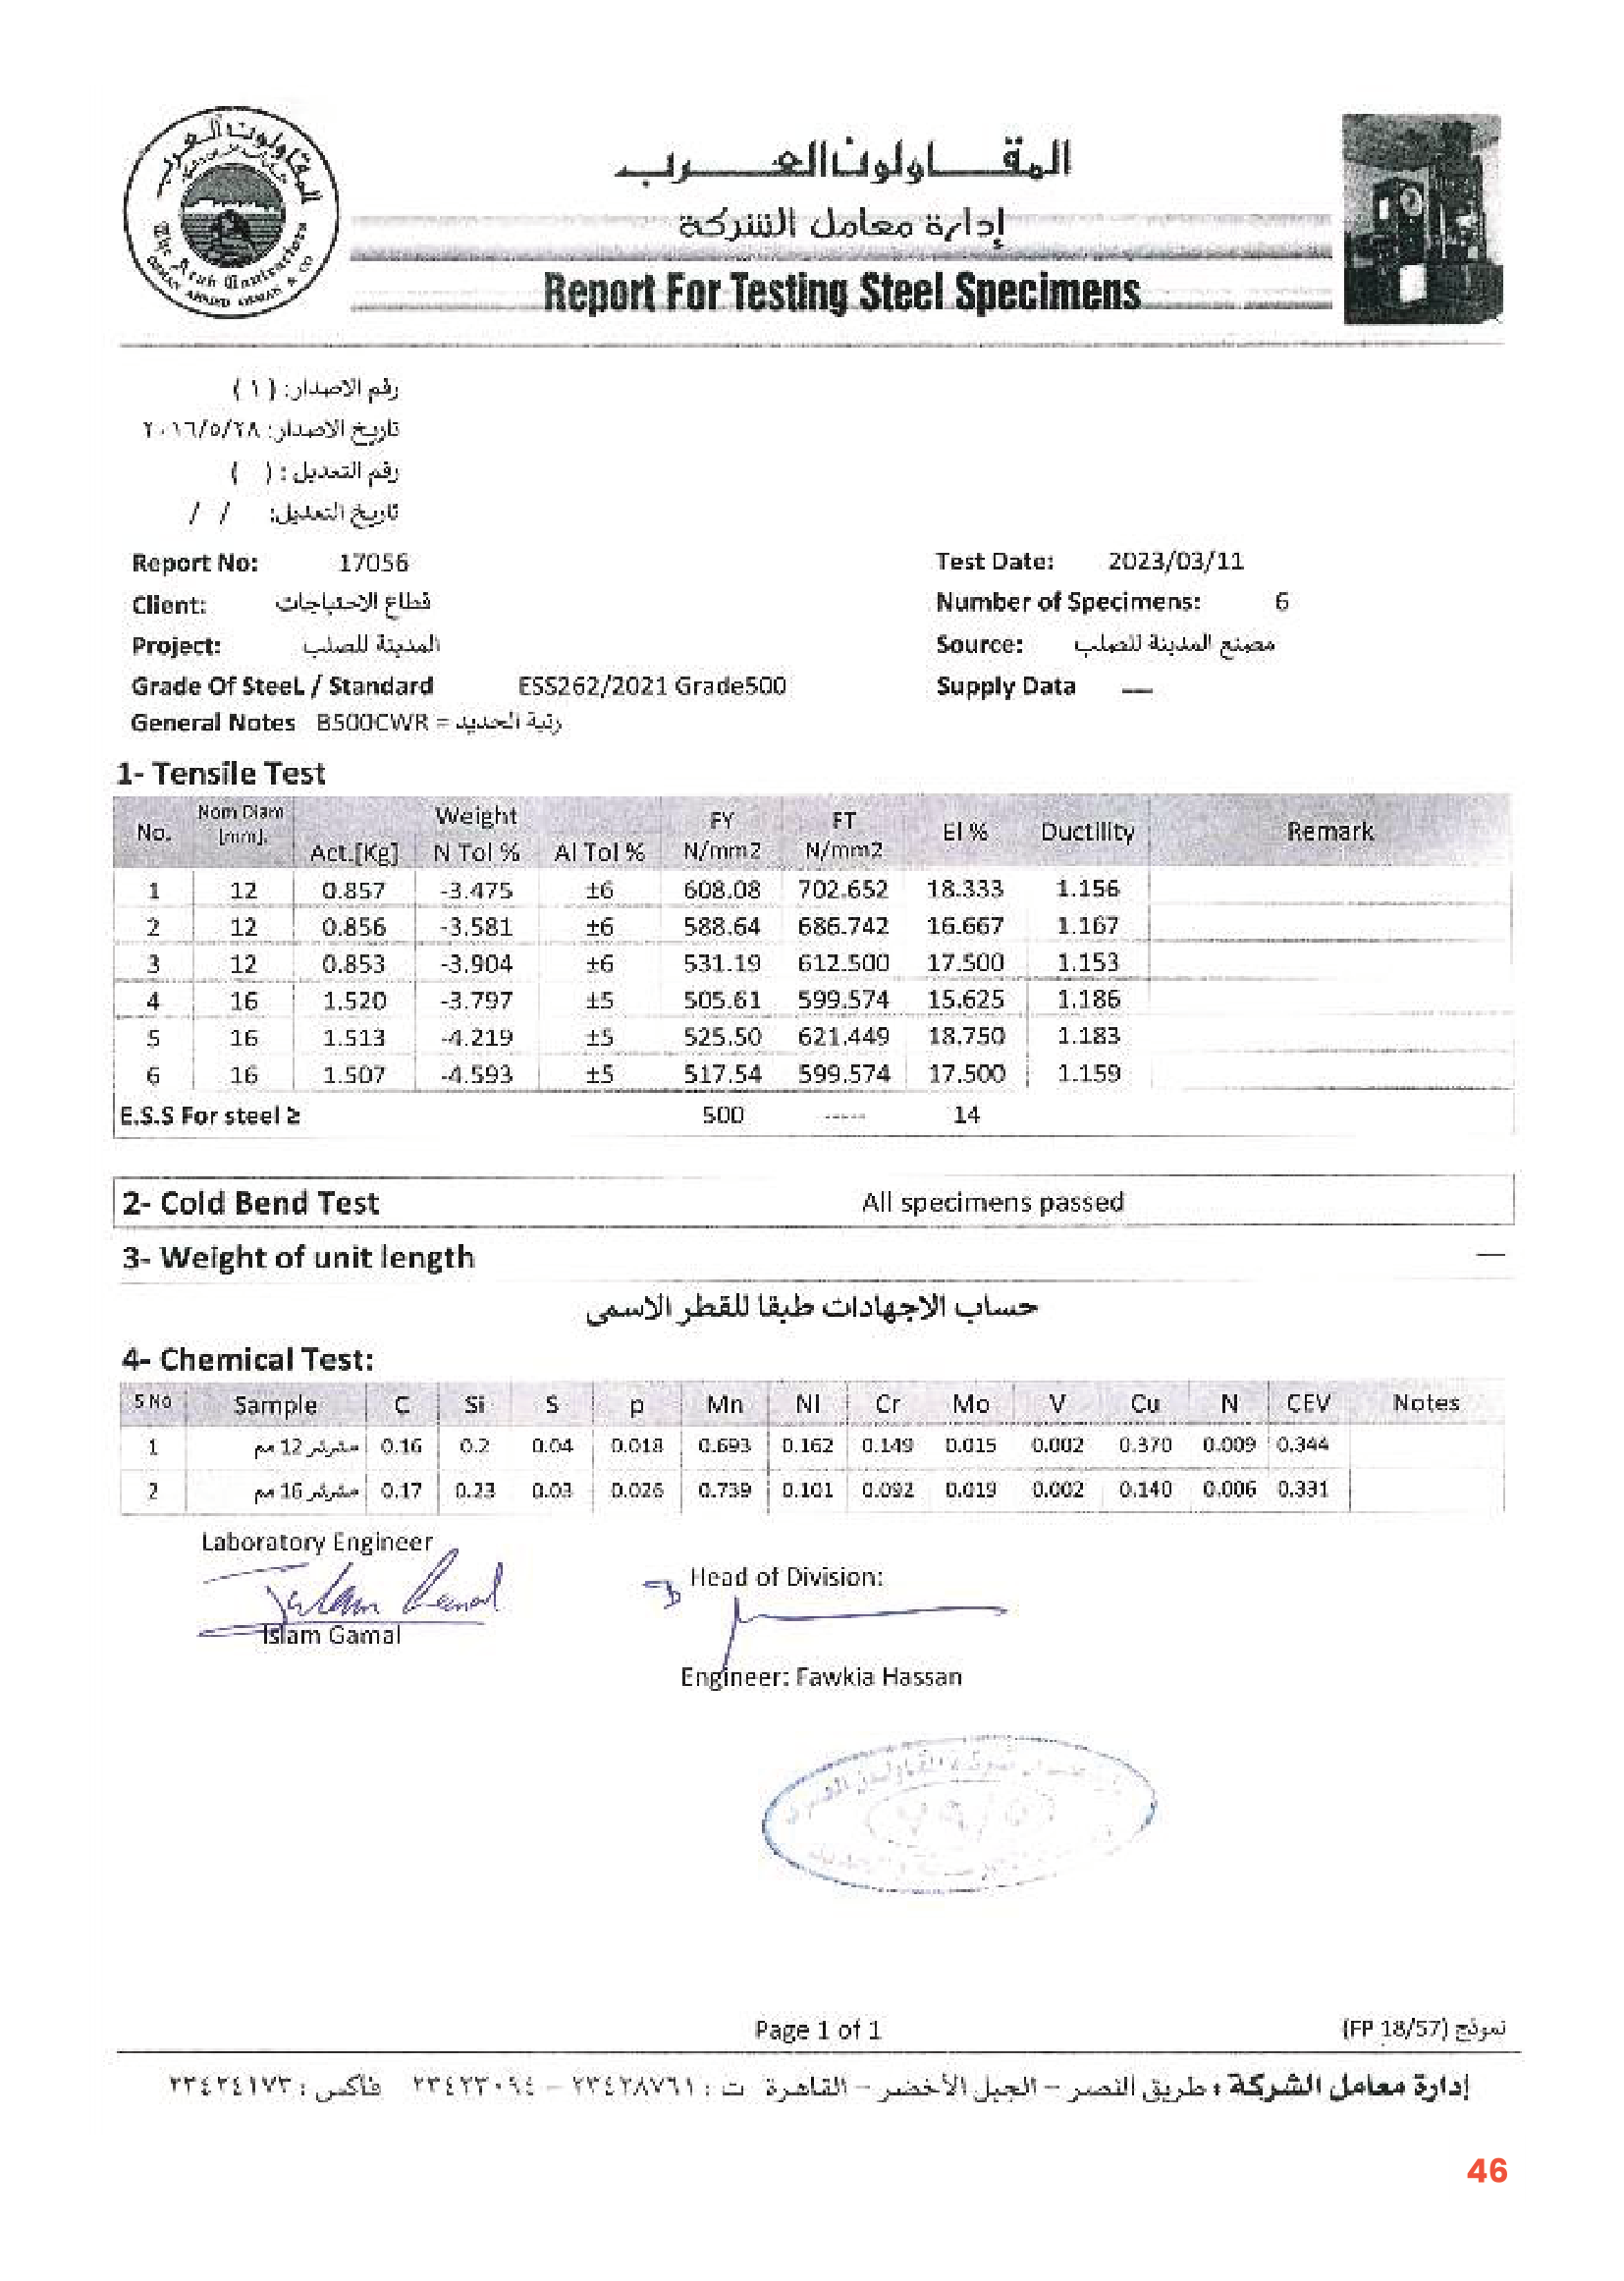 المقاولون العرب
The Arab Contractors
OSMAN AHMED OSMAN & CO
المقاولون العرب
إدارة معامل الشركة
Report For Testing Steel Specimens
رقم الاصدار: (١)
تاريخ الاصدار: ٢٠١٦/٥/٢٨
رقم التعديل: ( )
تاريخ التعديل: / /
Report No: 17056 Test Date: 2023/03/11
Client: قطاع الاحتياجات Number of Specimens: 6
Project: المدينة للصلب Source: مصنع المدينة للصلب
Grade Of SteeL / Standard ESS262/2021 Grade500 Supply Data —
General Notes B500CWR = رتبة الحديد
1- Tensile Test
No. Nom Diam [mm]. Weight Act.[Kg] N Tol % Al Tol % FY N/mm2 FT N/mm2 El % Ductility Remark
1 12 0.857 -3.475 ±6 608.08 702.652 18.333 1.156
2 12 0.856 -3.581 ±6 588.64 686.742 16.667 1.167
3 12 0.853 -3.904 ±6 531.19 612.500 17.500 1.153
4 16 1.520 -3.797 ±5 505.61 599.574 15.625 1.186
5 16 1.513 -4.219 ±5 525.50 621.449 18.750 1.183
6 16 1.507 -4.593 ±5 517.54 599.574 17.500 1.159
E.S.S For steel ≥ 500 ----- 14
2- Cold Bend Test All specimens passed
3- Weight of unit length —
حساب الاجهادات طبقا للقطر الاسمى
4- Chemical Test:
S No Sample C Si S p Mn NI Cr Mo V Cu N CEV Notes
1 مشرشر 12 مم 0.16 0.2 0.04 0.018 0.693 0.162 0.149 0.015 0.002 0.370 0.009 0.344
2 مشرشر 16 مم 0.17 0.23 0.03 0.026 0.739 0.101 0.092 0.019 0.002 0.140 0.006 0.331
Laboratory Engineer
Head of Division:
Islam Gamal
Engineer: Fawkia Hassan
Page 1 of 1
نموذج (FP 18/57)
إدارة معامل الشركة : طريق النصر - الجبل الأخضر - القاهرة ت : ٢٣٤٢٨٧٦١ - ٢٣٤٢٣٠٩٤ فاكس : ٢٣٤٢٤١٧٣
46